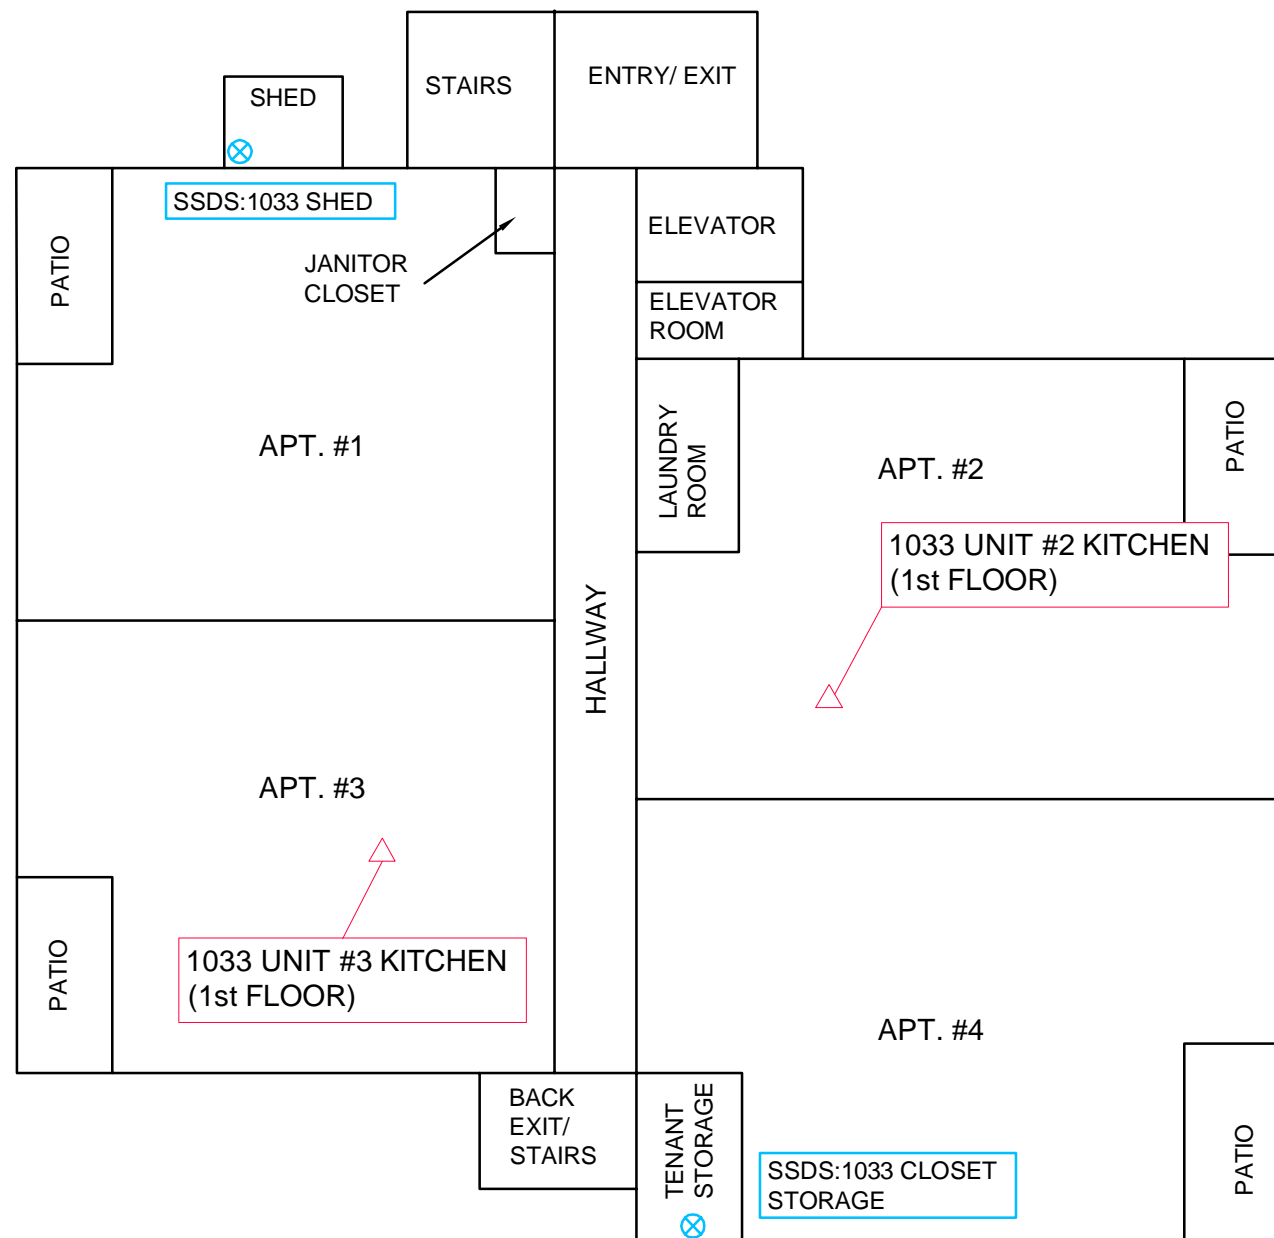 STAIRS
ENTRY/ EXIT
SHED
SSDS:1033 SHED
PATIO
JANITOR
CLOSET
ELEVATOR
ELEVATOR
ROOM
APT. #1
LAUNDRY
ROOM
APT. #2
PATIO
1033 UNIT #2 KITCHEN
(1st FLOOR)
HALLWAY
APT. #3
1033 UNIT #3 KITCHEN
(1st FLOOR)
PATIO
APT. #4
BACK
EXIT/
STAIRS
TENANT
STORAGE
SSDS:1033 CLOSET
STORAGE
PATIO